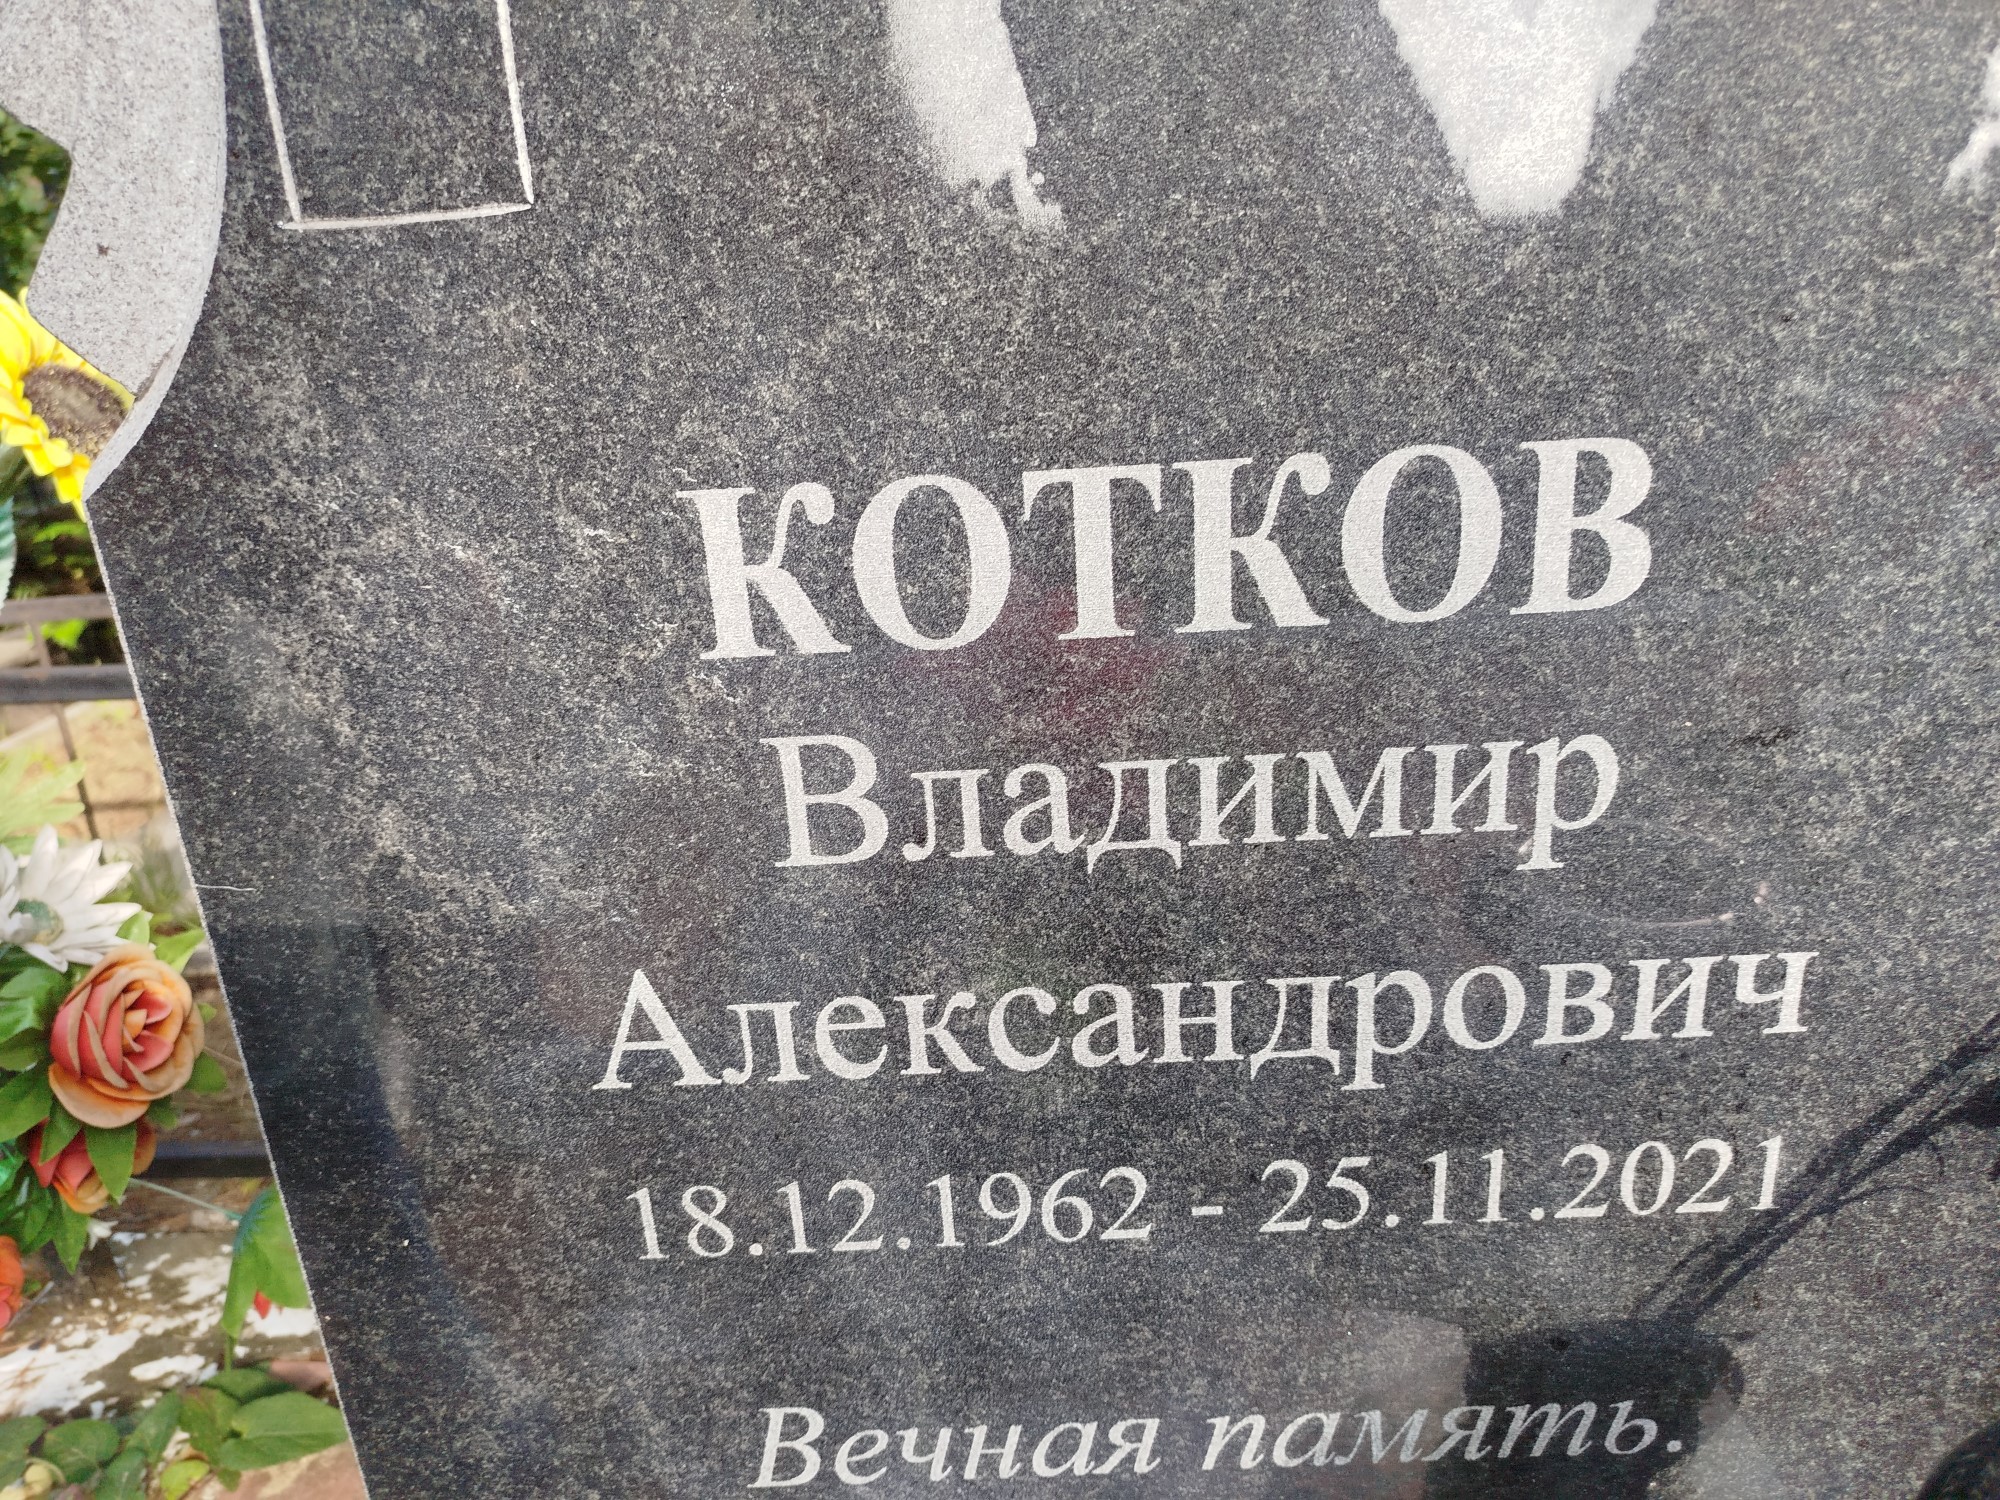 КОТКОВ
Владимир
Александрович
18.12.1962 - 25.11.2021
Вечная память.